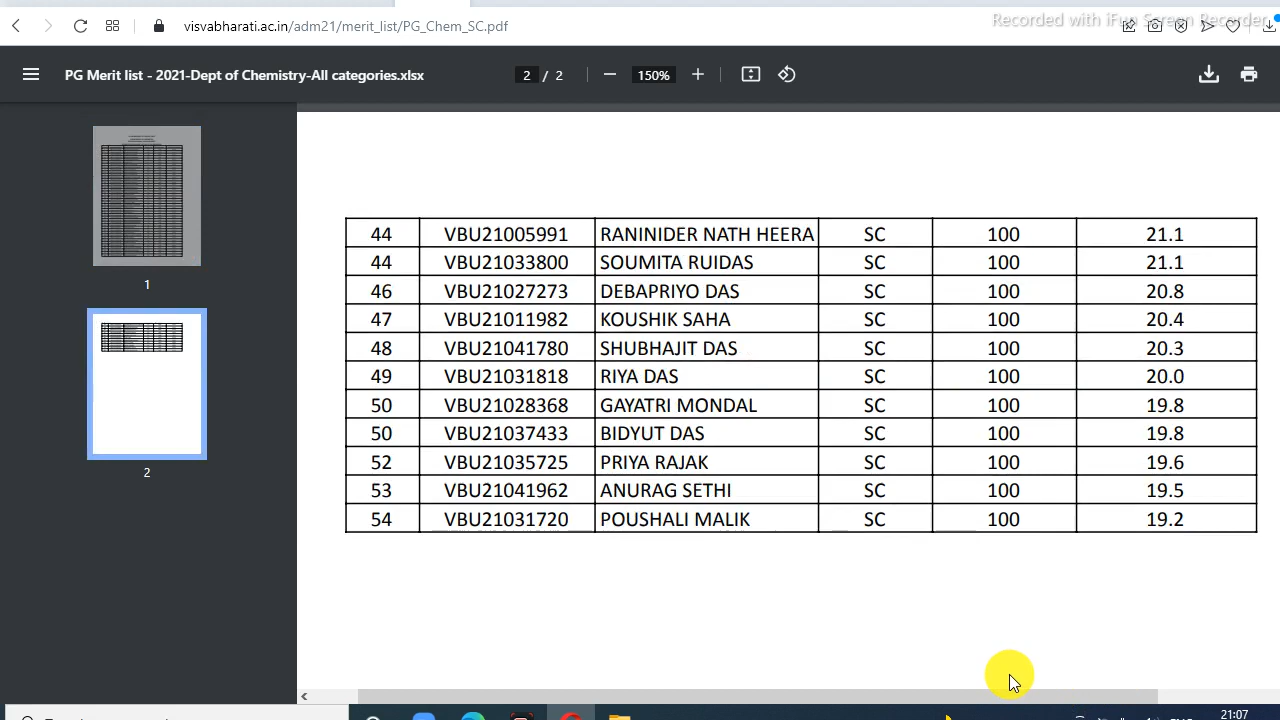 visvabharati.ac.in/adm21/merit_list/PG_Chem_SC.pdf
Recorded with iFun Screen Recorder
PG Merit list - 2021-Dept of Chemistry-All categories.xlsx 2 / 2 150%
44 VBU21005991 RANINIDER NATH HEERA SC 100 21.1
44 VBU21033800 SOUMITA RUIDAS SC 100 21.1
46 VBU21027273 DEBAPRIYO DAS SC 100 20.8
47 VBU21011982 KOUSHIK SAHA SC 100 20.4
48 VBU21041780 SHUBHAJIT DAS SC 100 20.3
49 VBU21031818 RIYA DAS SC 100 20.0
50 VBU21028368 GAYATRI MONDAL SC 100 19.8
50 VBU21037433 BIDYUT DAS SC 100 19.8
52 VBU21035725 PRIYA RAJAK SC 100 19.6
53 VBU21041962 ANURAG SETHI SC 100 19.5
54 VBU21031720 POUSHALI MALIK SC 100 19.2
1
2
21:07